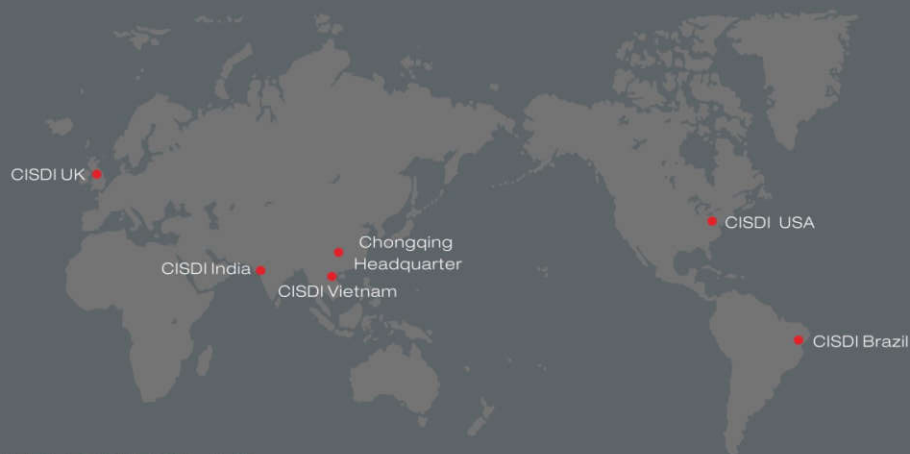 CISDI UK
CISDI USA
Chongqing
Headquarter
CISDI India
CISDI Vietnam
CISDI Brazil